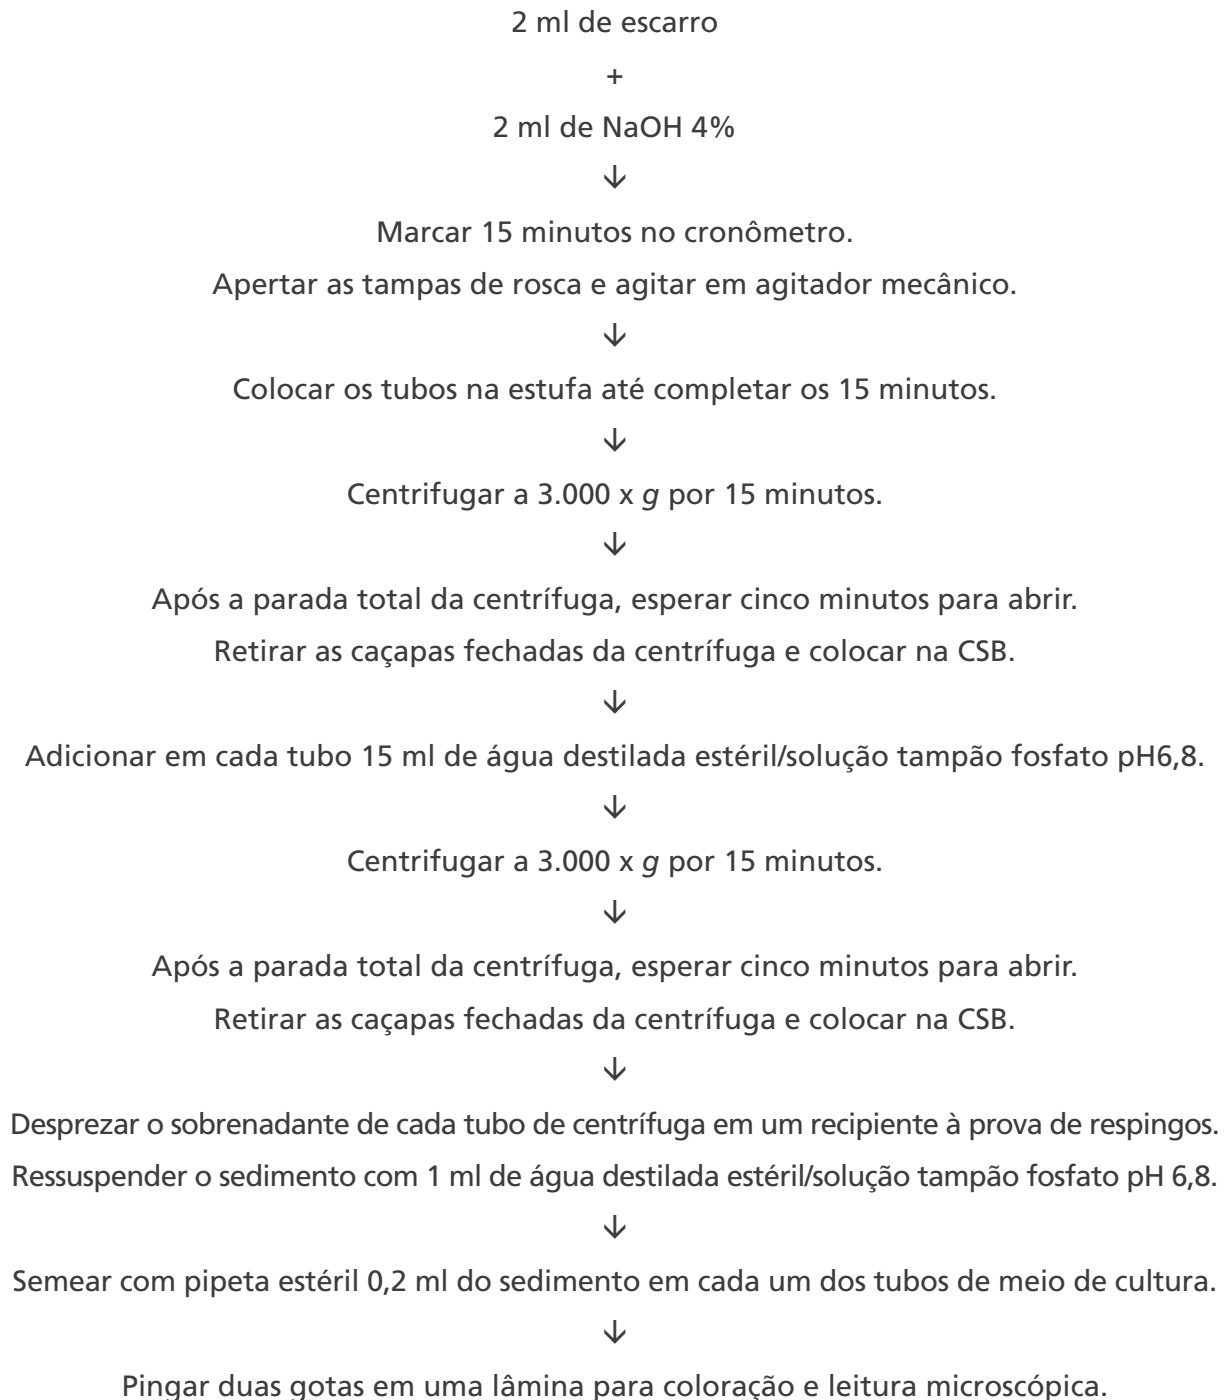 2 ml de escarro
+
2 ml de NaOH 4%
↓
Marcar 15 minutos no cronômetro.
Apertar as tampas de rosca e agitar em agitador mecânico.
↓
Colocar os tubos na estufa até completar os 15 minutos.
↓
Centrifugar a 3.000 x g por 15 minutos.
↓
Após a parada total da centrífuga, esperar cinco minutos para abrir.
Retirar as caçapas fechadas da centrífuga e colocar na CSB.
↓
Adicionar em cada tubo 15 ml de água destilada estéril/solução tampão fosfato pH6,8.
↓
Centrifugar a 3.000 x g por 15 minutos.
↓
Após a parada total da centrífuga, esperar cinco minutos para abrir.
Retirar as caçapas fechadas da centrífuga e colocar na CSB.
↓
Desprezar o sobrenadante de cada tubo de centrífuga em um recipiente à prova de respingos.
Ressuspender o sedimento com 1 ml de água destilada estéril/solução tampão fosfato pH 6,8.
↓
Semear com pipeta estéril 0,2 ml do sedimento em cada um dos tubos de meio de cultura.
↓
Pingar duas gotas em uma lâmina para coloração e leitura microscópica.